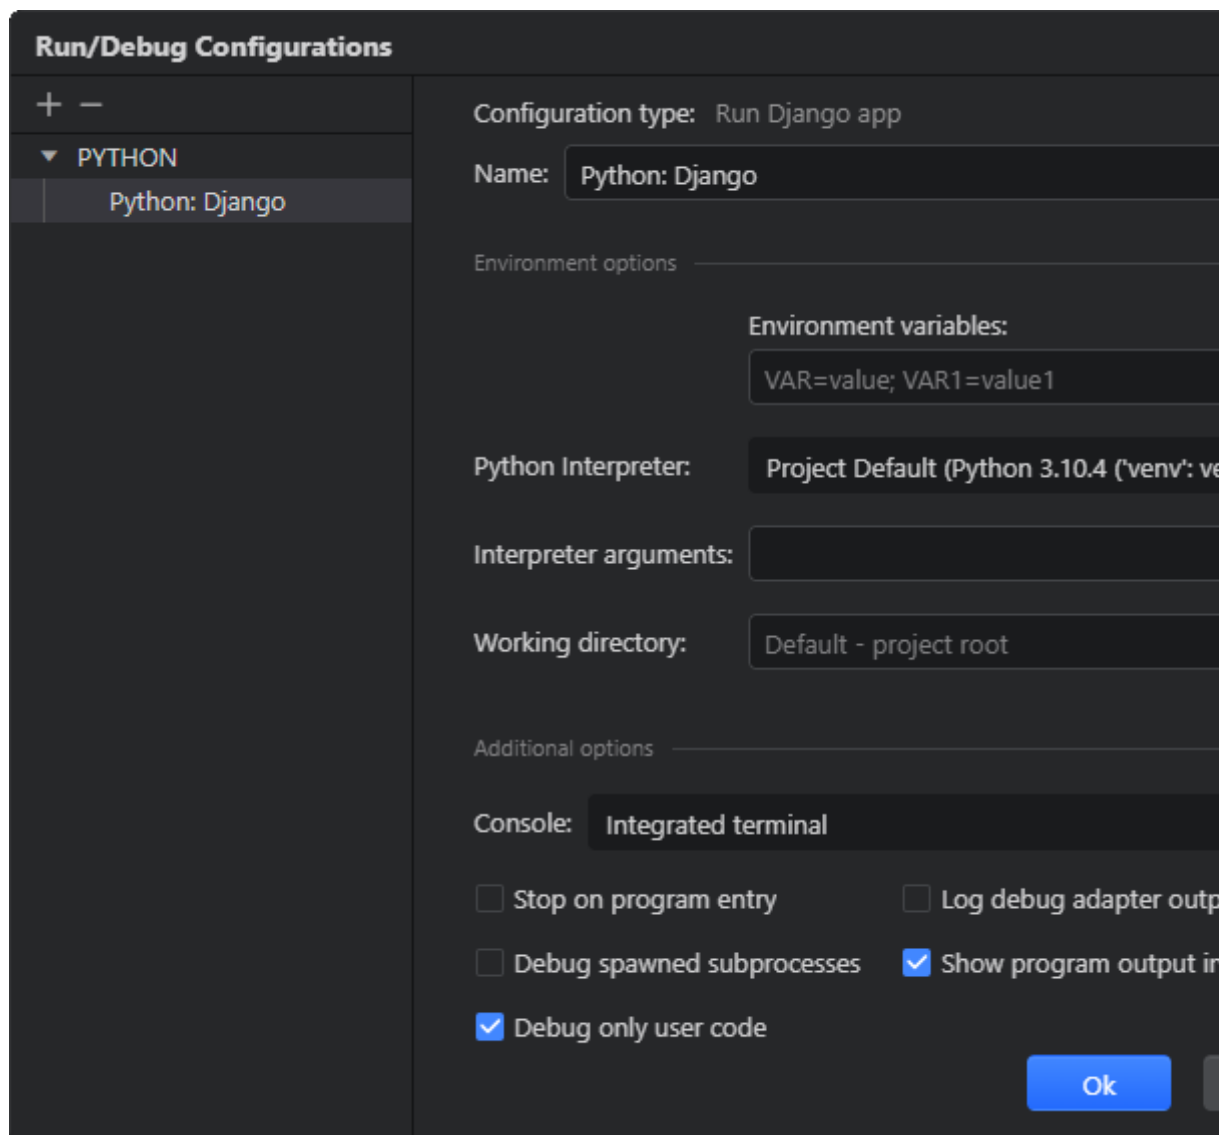 Run/Debug Configurations
PYTHON
Python: Django
Configuration type: Run Django app
Name: Python: Django
Environment options
Environment variables:
VAR=value; VAR1=value1
Python Interpreter: Project Default (Python 3.10.4 ('venv':
Interpreter arguments:
Working directory: Default - project root
Additional options
Console: Integrated terminal
Stop on program entry
Log debug adapter
Debug spawned subprocesses
Show program output
Debug only user code
Ok